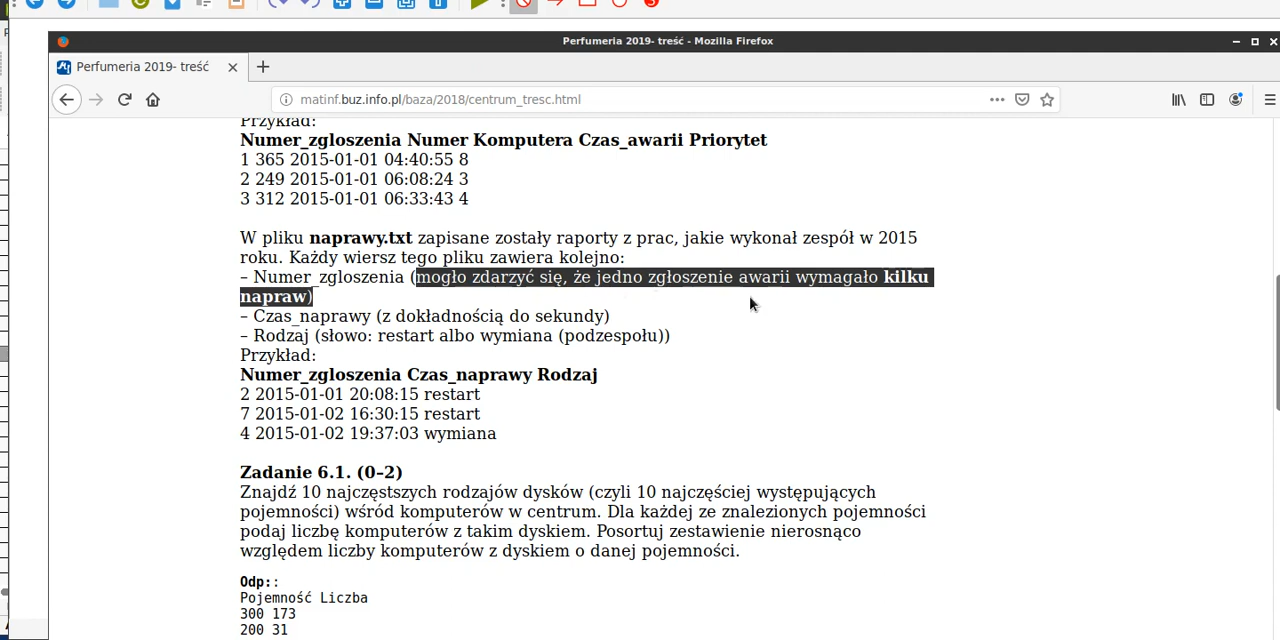 Perfumeria 2019- treść - Mozilla Firefox
Perfumeria 2019- treść
matinf.buz.info.pl/baza/2018/centrum_tresc.html
Przykład:
Numer_zgloszenia Numer Komputera Czas_awarii Priorytet
1 365 2015-01-01 04:40:55 8
2 249 2015-01-01 06:08:24 3
3 312 2015-01-01 06:33:43 4
W pliku naprawy.txt zapisane zostały raporty z prac, jakie wykonał zespół w 2015
roku. Każdy wiersz tego pliku zawiera kolejno:
– Numer_zgloszenia (mogło zdarzyć się, że jedno zgłoszenie awarii wymagało kilku
napraw)
– Czas_naprawy (z dokładnością do sekundy)
– Rodzaj (słowo: restart albo wymiana (podzespołu))
Przykład:
Numer_zgloszenia Czas_naprawy Rodzaj
2 2015-01-01 20:08:15 restart
7 2015-01-02 16:30:15 restart
4 2015-01-02 19:37:03 wymiana
Zadanie 6.1. (0–2)
Znajdź 10 najczęstszych rodzajów dysków (czyli 10 najczęściej występujących
pojemności) wśród komputerów w centrum. Dla każdej ze znalezionych pojemności
podaj liczbę komputerów z takim dyskiem. Posortuj zestawienie nierosnąco
względem liczby komputerów z dyskiem o danej pojemności.
Odp::
Pojemność Liczba
300 173
200 31